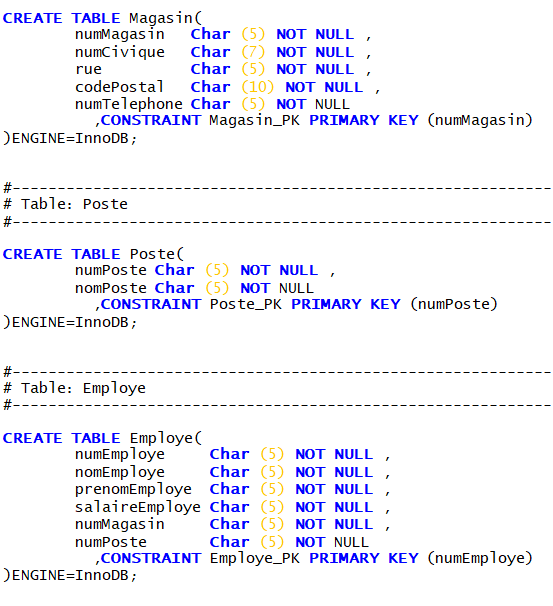 CREATE TABLE Magasin(
numMagasin Char (5) NOT NULL ,
numCivique Char (7) NOT NULL ,
rue Char (5) NOT NULL ,
codePostal Char (10) NOT NULL ,
numTelephone Char (5) NOT NULL
,CONSTRAINT Magasin_PK PRIMARY KEY (numMagasin)
)ENGINE=InnoDB;
#------------------------------------------------------------
# Table: Poste
#------------------------------------------------------------
CREATE TABLE Poste(
numPoste Char (5) NOT NULL ,
nomPoste Char (5) NOT NULL
,CONSTRAINT Poste_PK PRIMARY KEY (numPoste)
)ENGINE=InnoDB;
#------------------------------------------------------------
# Table: Employe
#------------------------------------------------------------
CREATE TABLE Employe(
numEmploye Char (5) NOT NULL ,
nomEmploye Char (5) NOT NULL ,
prenomEmploye Char (5) NOT NULL ,
salaireEmploye Char (5) NOT NULL ,
numMagasin Char (5) NOT NULL ,
numPoste Char (5) NOT NULL
,CONSTRAINT Employe_PK PRIMARY KEY (numEmploye)
)ENGINE=InnoDB;